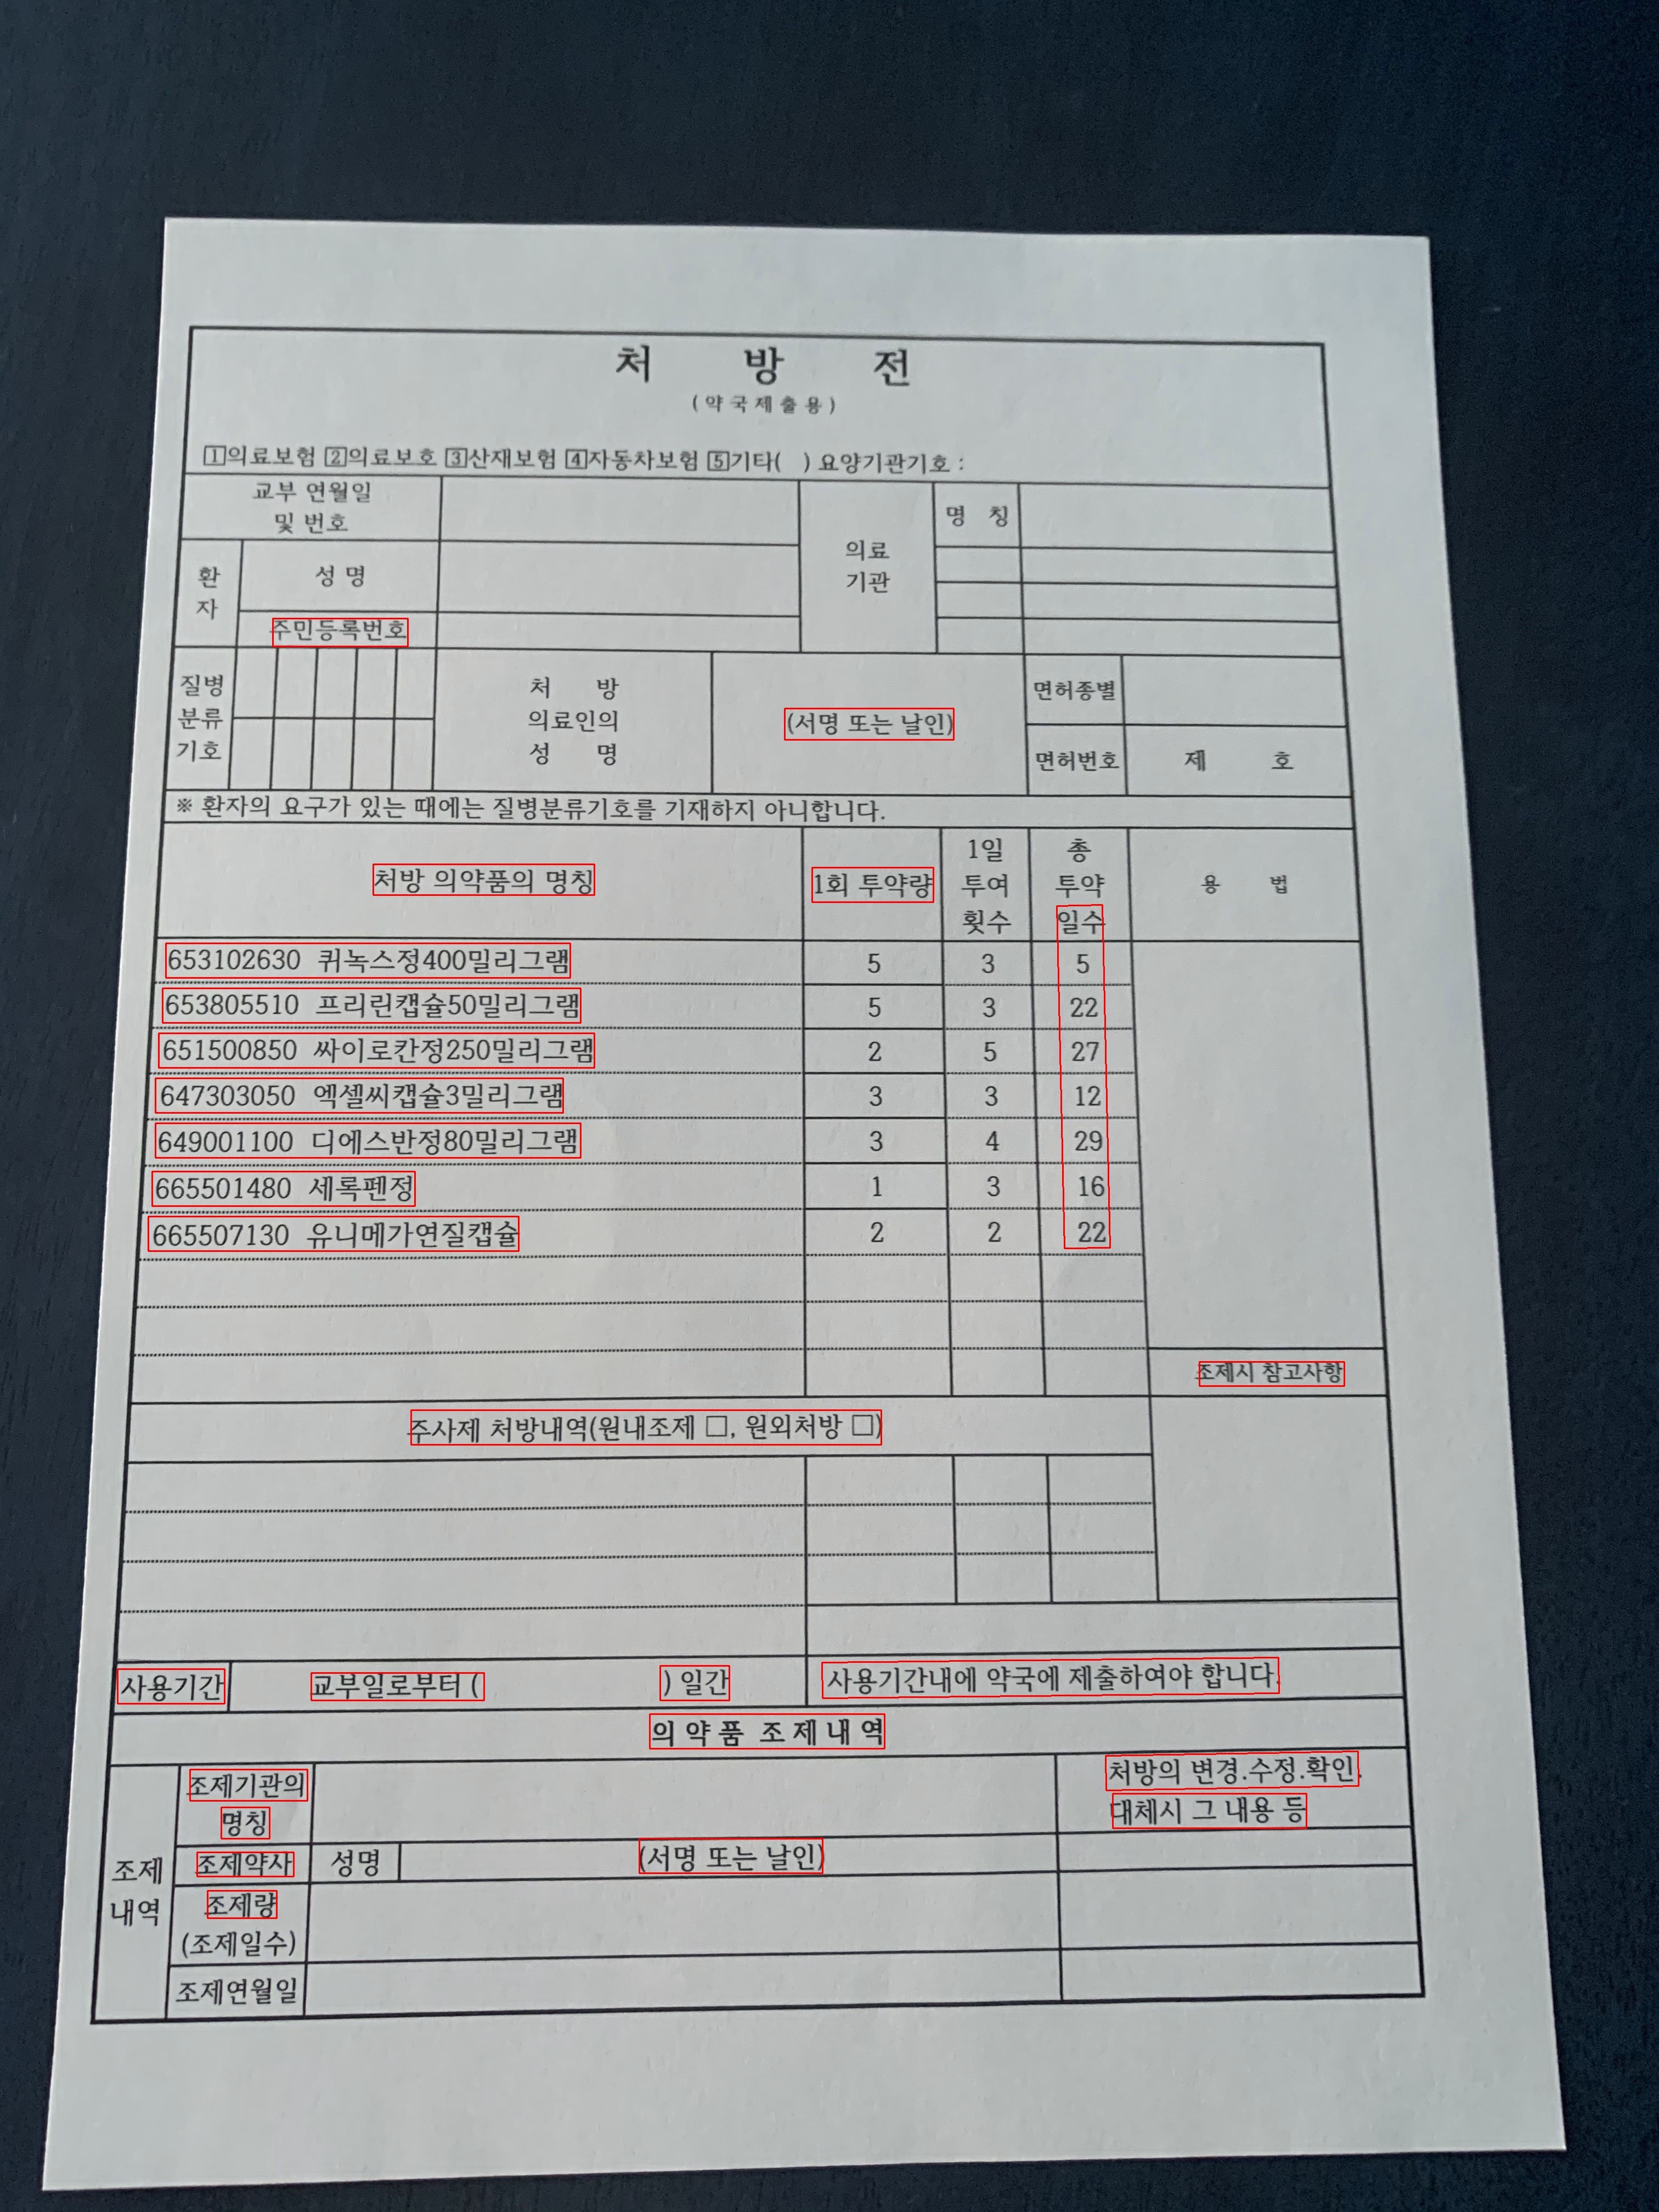 처 방 전
(약국제출용)
1의료보험 2의료보호 3산재보험 4자동차보험 5기타( ) 요양기관기호 :
교부 연월일
및 번호
의료
기관
명 칭
환
자
성 명
주민등록번호
질병
분류
기호
처 방
의료인의
성 명
(서명 또는 날인)
면허종별
면허번호
제 호
※ 환자의 요구가 있는 때에는 질병분류기호를 기재하지 아니합니다.
처방 의약품의 명칭
1회 투약량
1일
투여
횟수
총
투약
일수
용 법
653102630 퀴녹스정400밀리그램 5 3 5
653805510 프리린캡슐50밀리그램 5 3 22
651500850 싸이로칸정250밀리그램 2 5 27
647303050 엑셀씨캡슐3밀리그램 3 3 12
649001100 디에스반정80밀리그램 3 4 29
665501480 세록펜정 1 3 16
665507130 유니메가연질캡슐 2 2 22
조제시 참고사항
주사제 처방내역(원내조제 □, 원외처방 □)
사용기간
교부일로부터 ( ) 일간
사용기간내에 약국에 제출하여야 합니다.
의약품 조제내역
조제
내역
조제기관의
명칭
처방의 변경.수정.확인.
대체시 그 내용 등
조제약사
성명
(서명 또는 날인)
조제량
(조제일수)
조제연월일